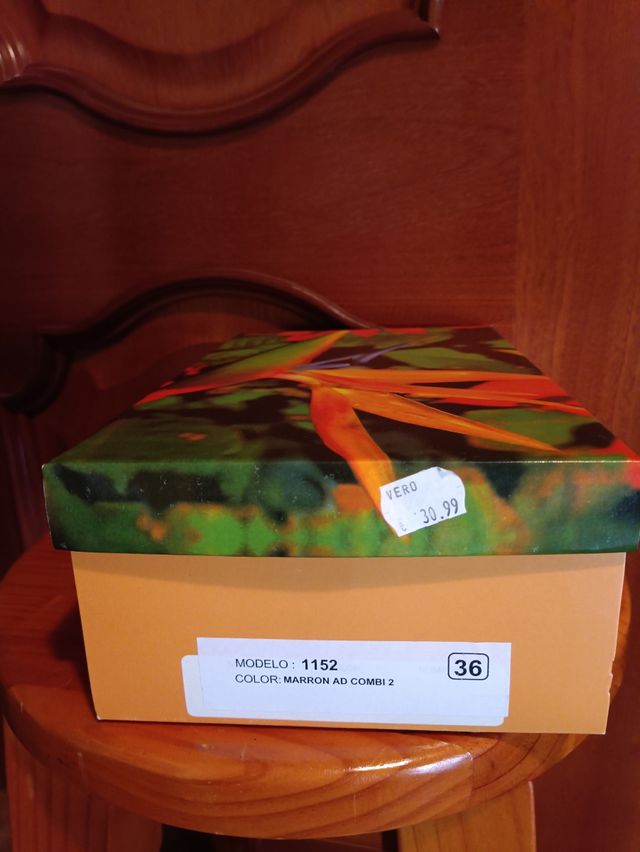 VERO
€ 30.99
MODELO : 1152
COLOR: MARRON AD COMBI 2
36